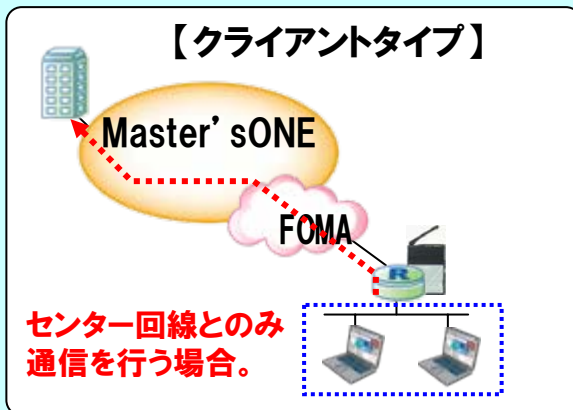 【クライアントタイプ】
Master’sONE
FOMA
R
センター回線とのみ
通信を行う場合。